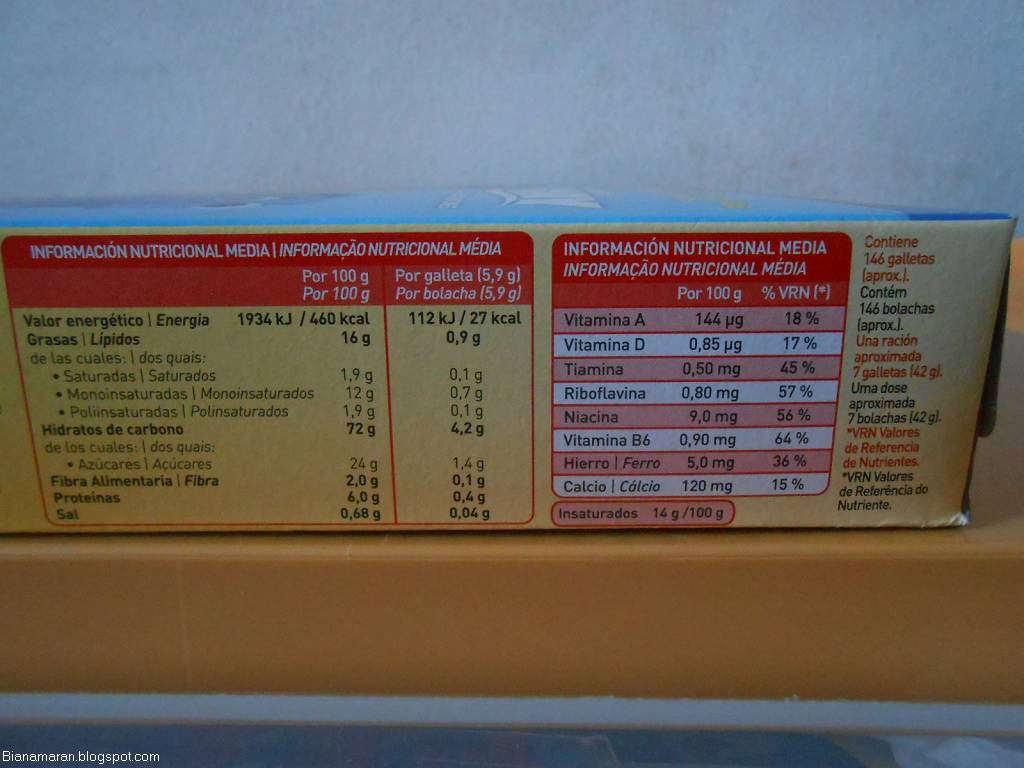 INFORMACIÓN NUTRICIONAL MEDIA | INFORMAÇÃO NUTRICIONAL MÉDIA
Por 100 g Por galleta (5,9 g)
Por 100 g Por bolacha (5,9 g)
Valor energético | Energia 1934 kJ / 460 kcal 112 kJ / 27 kcal
Grasas | Lípidos 16 g 0,9 g
de las cuales: | dos quais:
• Saturadas | Saturados 1,9 g 0,1 g
• Monoinsaturadas | Monoinsaturados 12 g 0,7 g
• Poliinsaturadas | Polinsaturados 1,9 g 0,1 g
Hidratos de carbono 72 g 4,2 g
de los cuales: | dos quais:
• Azúcares | Açúcares 24 g 1,4 g
Fibra Alimentaria | Fibra 2,0 g 0,1 g
Proteínas 6,0 g 0,4 g
Sal 0,68 g 0,04 g
INFORMACIÓN NUTRICIONAL MEDIA
INFORMAÇÃO NUTRICIONAL MÉDIA
Por 100 g % VRN (*)
Vitamina A 144 µg 18 %
Vitamina D 0,85 µg 17 %
Tiamina 0,50 mg 45 %
Riboflavina 0,80 mg 57 %
Niacina 9,0 mg 56 %
Vitamina B6 0,90 mg 64 %
Hierro | Ferro 5,0 mg 36 %
Calcio | Cálcio 120 mg 15 %
Insaturados 14 g /100 g
Contiene
146 galletas
(aprox.).
Contém
146 bolachas
(aprox.).
Una ración
aproximada
7 galletas (42 g).
Uma dose
aproximada
7 bolachas (42 g).
*VRN Valores
de Referencia
de Nutrientes.
*VRN Valores
de Referência do
Nutriente.
Bianamaran.blogspot.com